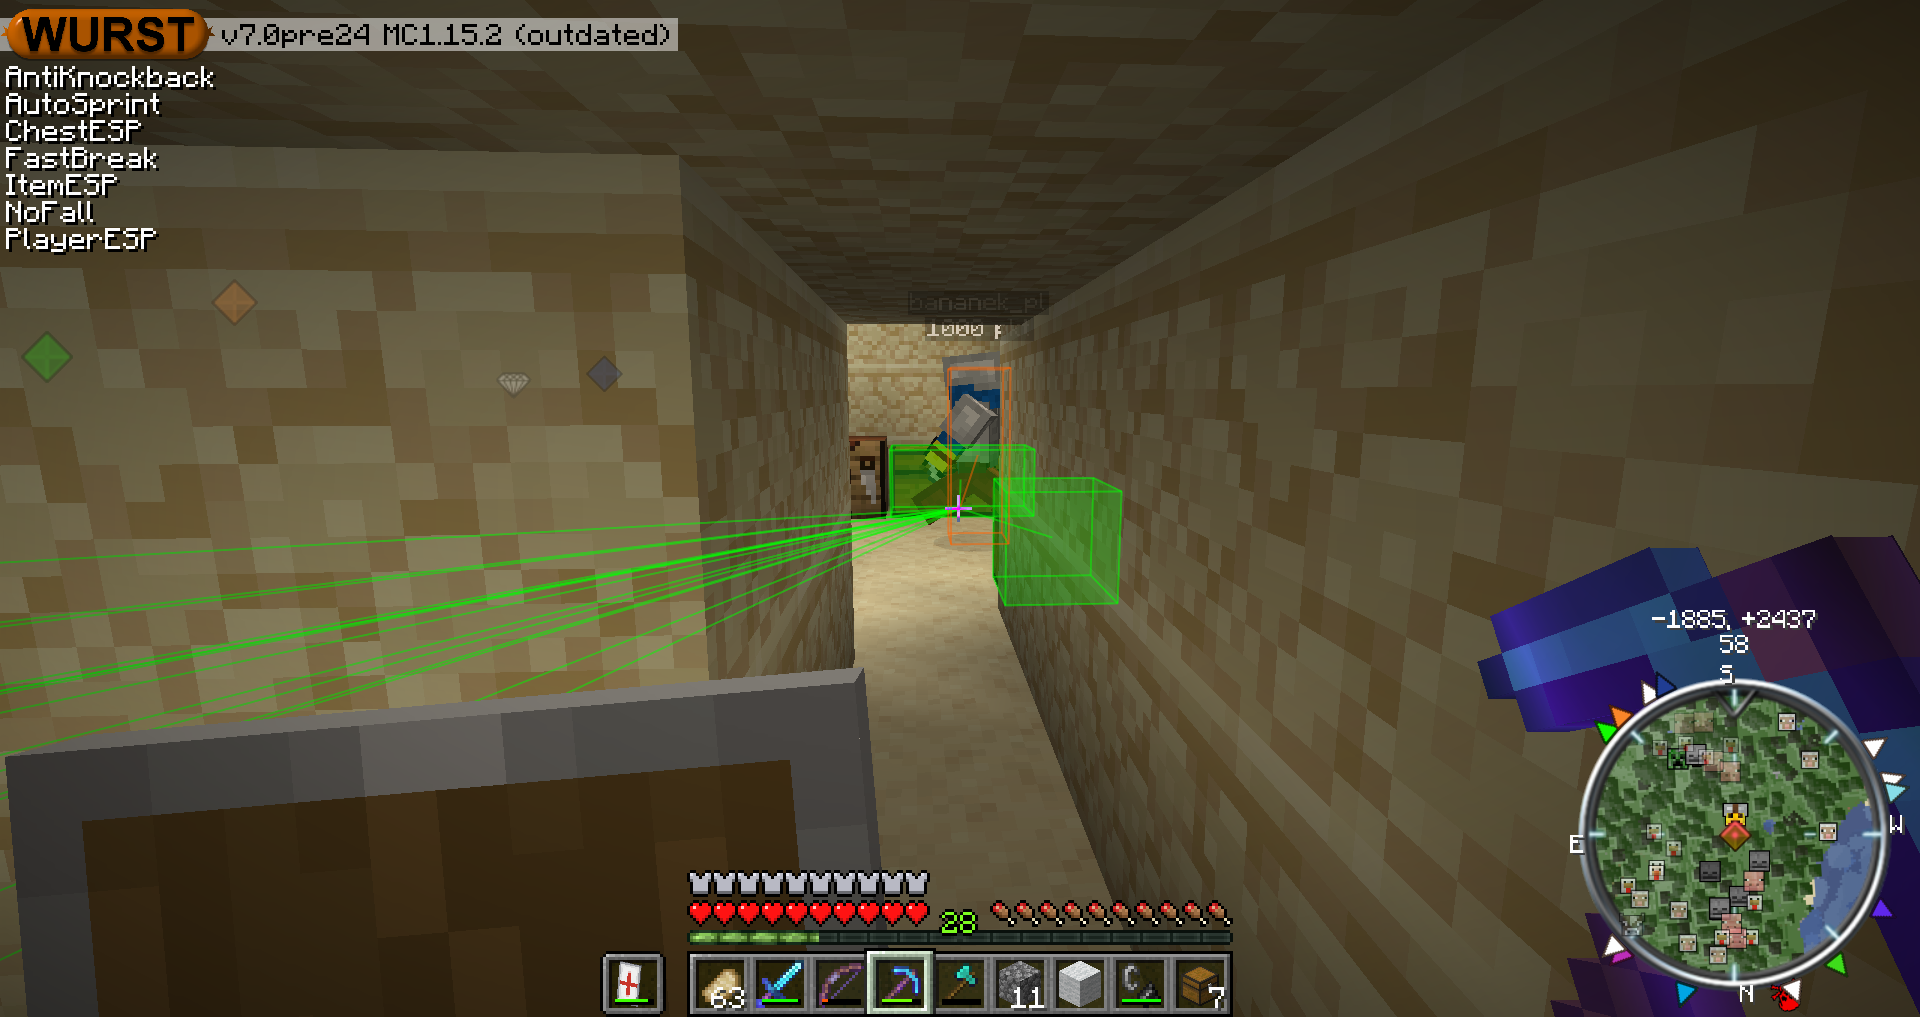 WURST v7.0pre24 MC1.15.2 (outdated)
AntiKnockback
AutoSprint
ChestESP
FastBreak
ItemESP
NoFall
PlayerESP
bananek_pl
1000
-1885, +2437
58
S
E
W
N
28
63
11
7